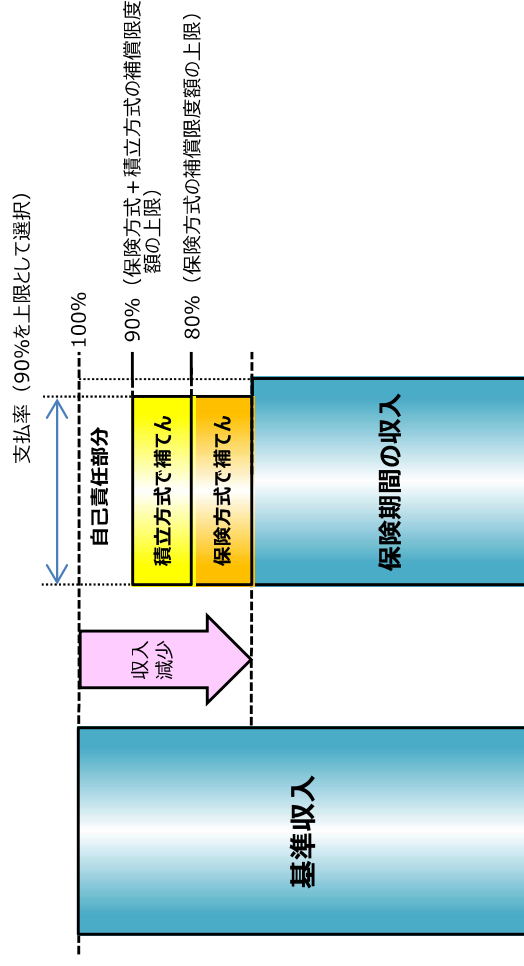 支払率（90%を上限として選択）
100%
90%（保険方式＋積立方式の補償限度
額の上限）
80%（保険方式の補償限度額の上限）
自己責任部分
積立方式で補てん
保険方式で補てん
収入
減少
基準収入
保険期間の収入